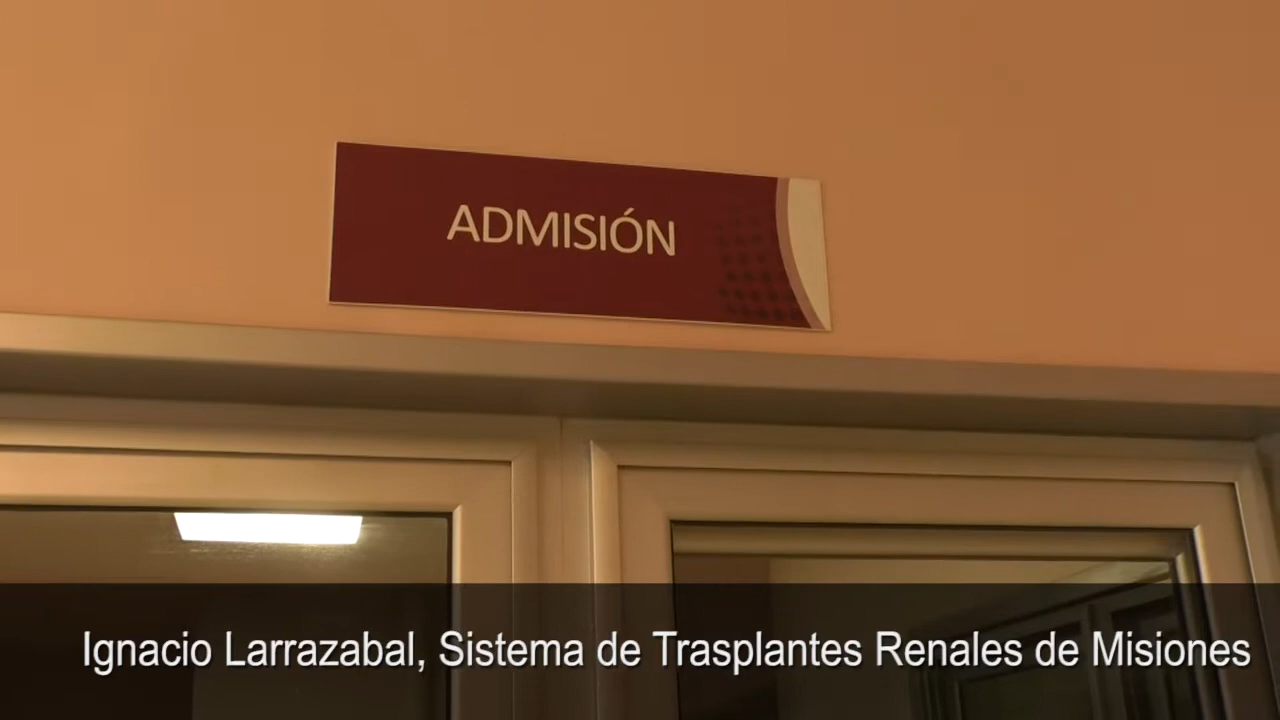 ADMISIÓN
Ignacio Larrazabal, Sistema de Trasplantes Renales de Misiones